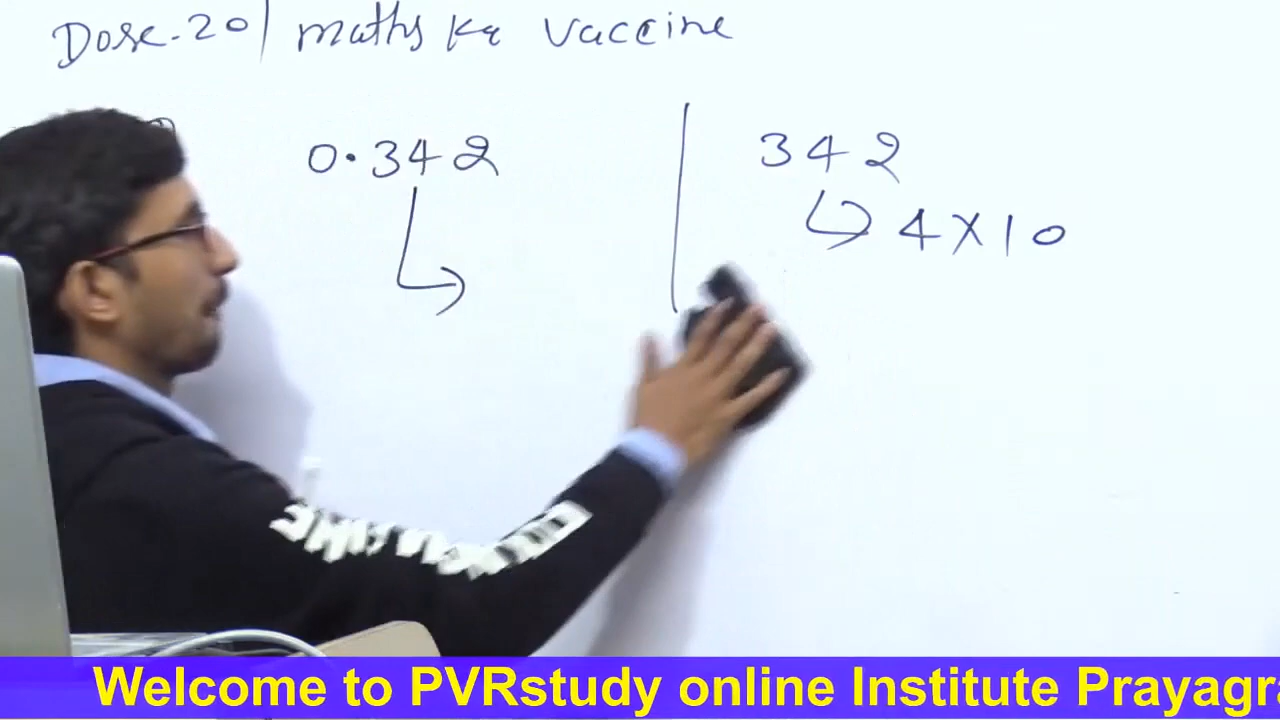 Dose-20 | maths Ka vaccine
0.342
342
4X10
Welcome to PVRstudy online Institute Prayagra